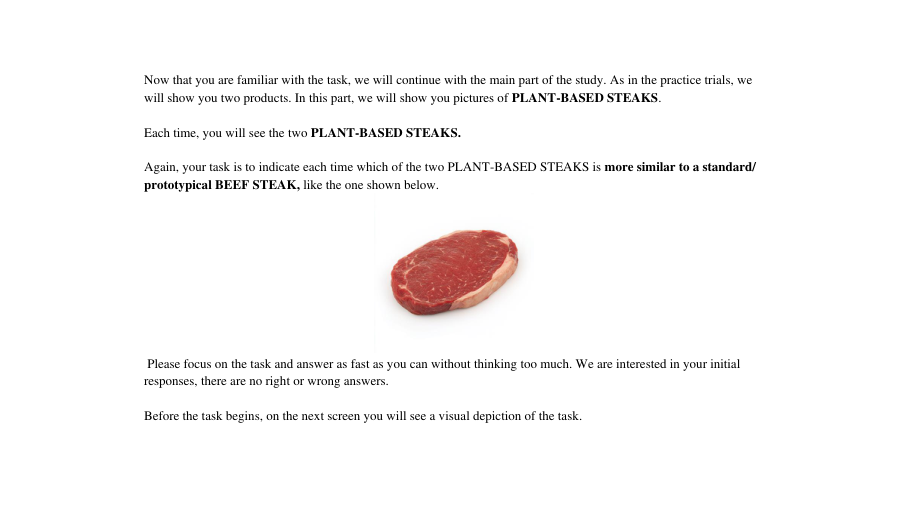 Now that you are familiar with the task, we will continue with the main part of the study. As in the practice trials, we
will show you two products. In this part, we will show you pictures of PLANT-BASED STEAKS.
Each time, you will see the two PLANT-BASED STEAKS.
Again, your task is to indicate each time which of the two PLANT-BASED STEAKS is more similar to a standard/
prototypical BEEF STEAK, like the one shown below.
Please focus on the task and answer as fast as you can without thinking too much. We are interested in your initial
responses, there are no right or wrong answers.
Before the task begins, on the next screen you will see a visual depiction of the task.